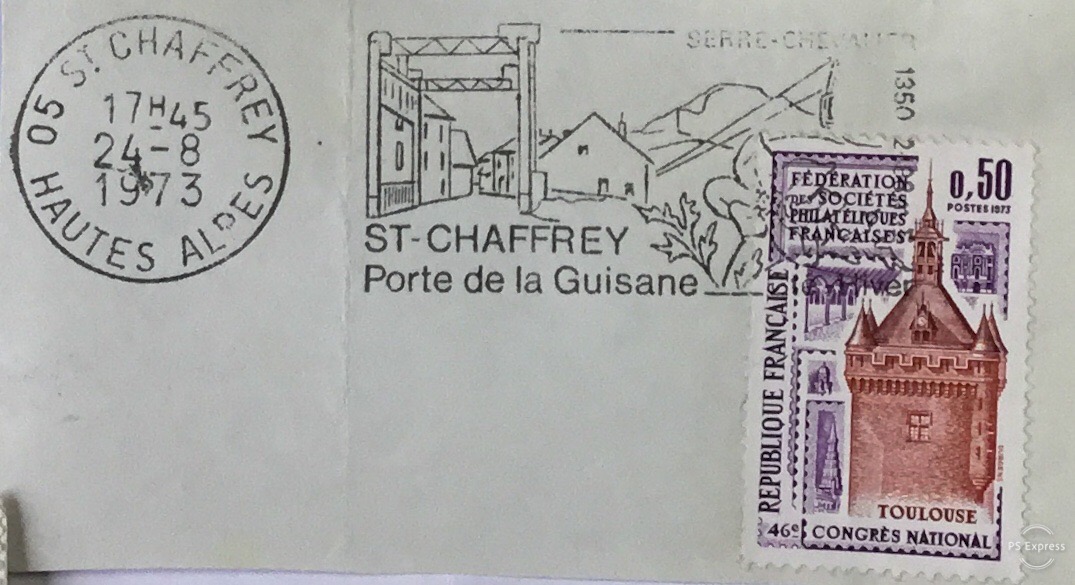 05 ST. CHAFFREY
17H45
24-8
1973
HAUTES ALPES
SERRE-CHEVALIER
1350
ST-CHAFFREY
Porte de la Guisane
hiver
FÉDÉRATION
DES SOCIÉTÉS
PHILATÉLIQUES
FRANÇAISES
0,50
POSTES 1973
REPUBLIQUE FRANÇAISE
TOULOUSE
46e CONGRÈS NATIONAL
PS Express